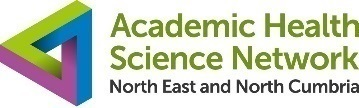 Academic Health
Science Network
North East and North Cumbria